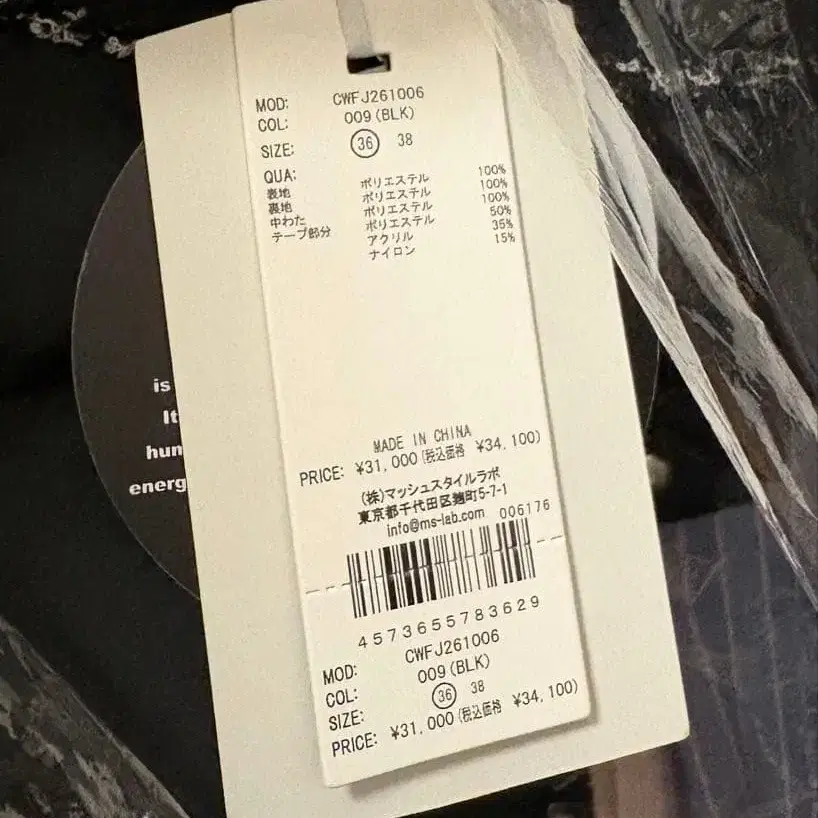 MOD: CWFJ261006
COL: 009(BLK)
SIZE: 36 38
QUA:
表地 ポリエステル 100%
裏地 ポリエステル 100%
中わた ポリエステル 100%
テープ部分 ポリエステル 50%
アクリル 35%
ナイロン 15%
is
It
hum
energ
MADE IN CHINA
PRICE: ¥31,000(税込価格 ¥34,100)
(株)マッシュスタイルラボ
東京都千代田区麹町5-7-1
info@ms-lab.com 006176
4573655783629
MOD: CWFJ261006
COL: 009(BLK)
SIZE: 36 38
PRICE: ¥31,000(税込価格 ¥34,100)